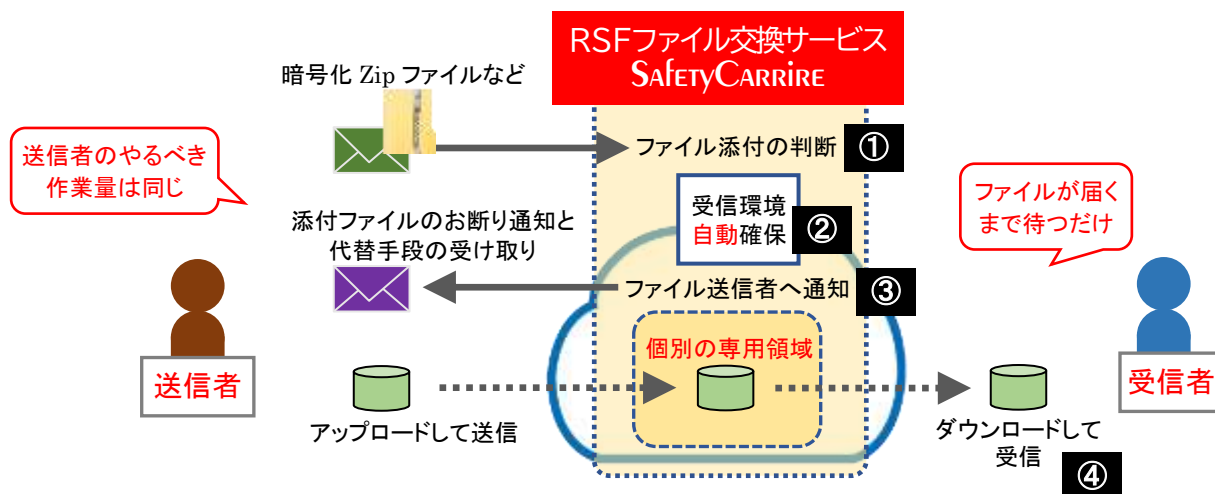 RSFファイル交換サービス
SAFETYCARRIRE
暗号化 Zip ファイルなど
ファイル添付の判断 ①
送信者のやるべき
作業量は同じ
ファイルが届く
まで待つだけ
受信環境
自動確保 ②
添付ファイルのお断り通知と
代替手段の受け取り
ファイル送信者へ通知 ③
個別の専用領域
送信者
受信者
アップロードして送信
ダウンロードして
受信 ④